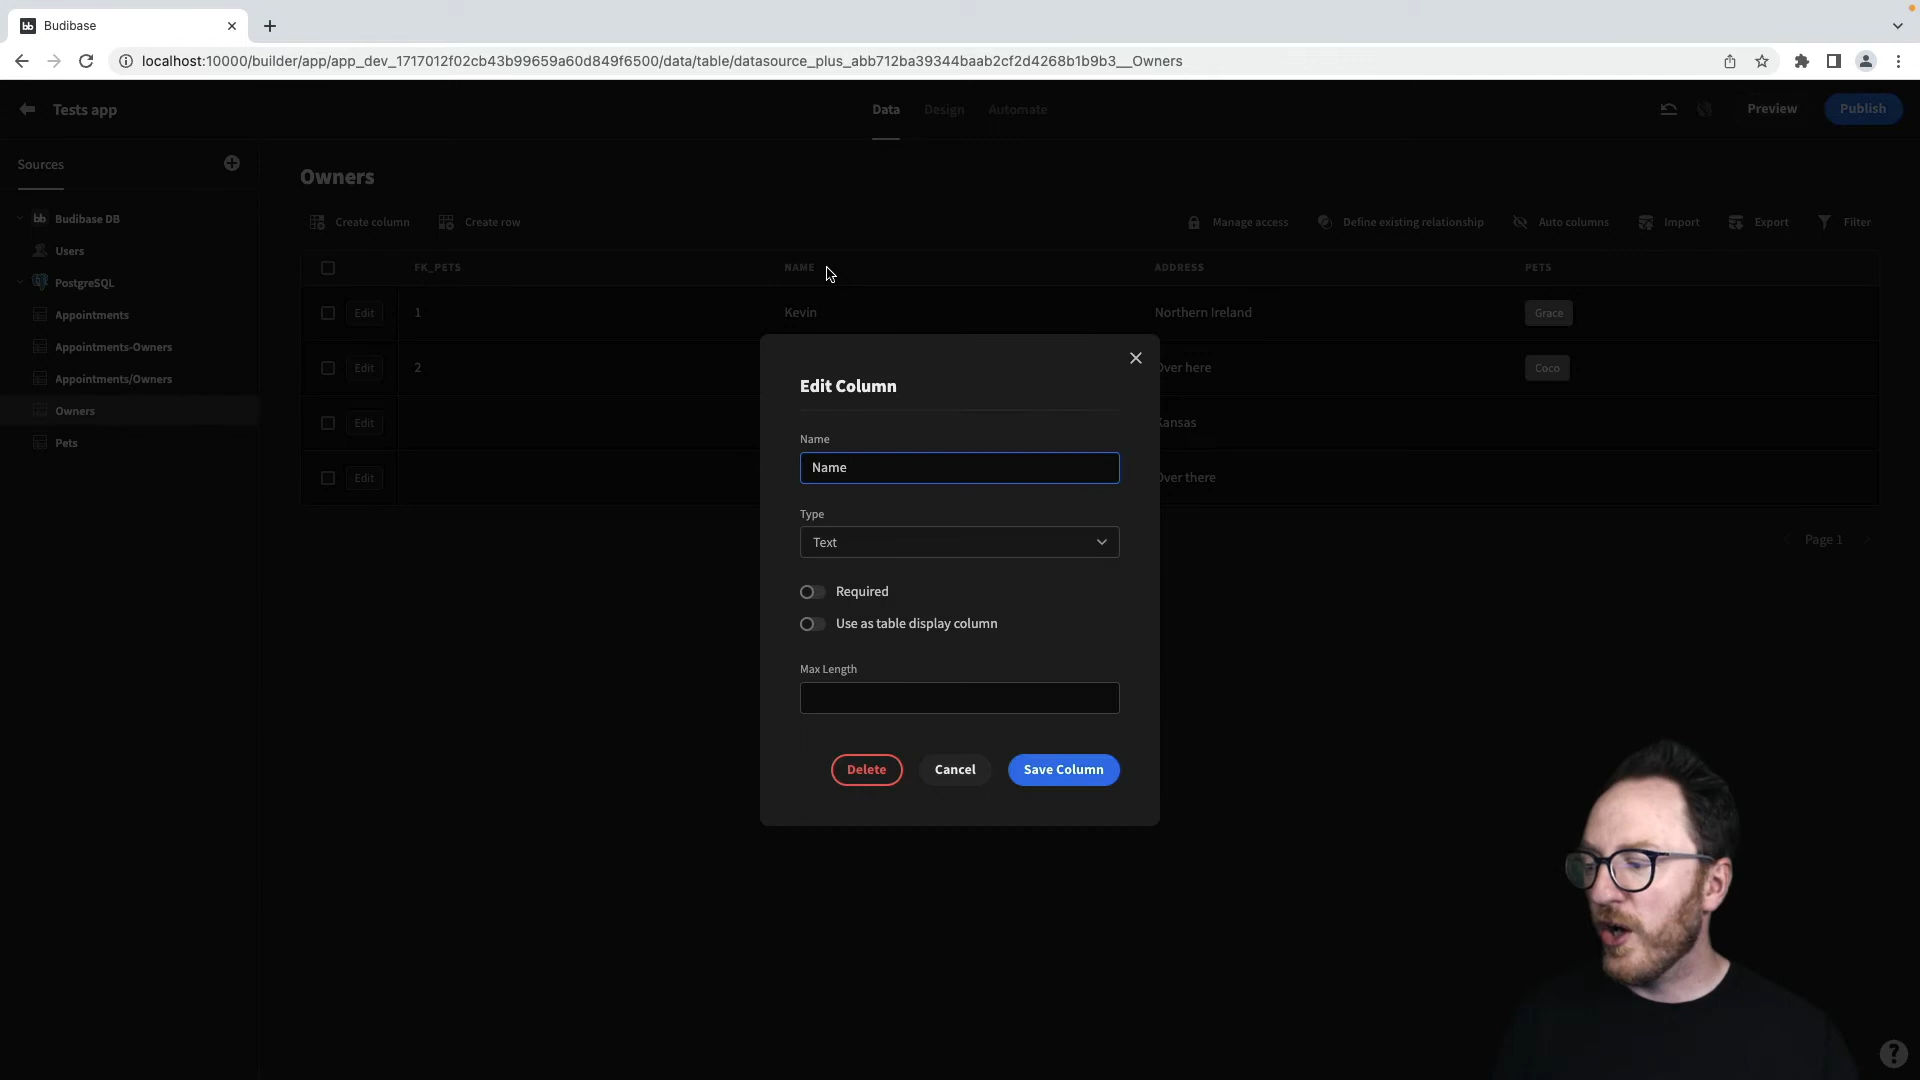 Budibase
localhost:10000/builder/app/app_dev_1717012f02cb43b99659a60d849f6500/data/table/datasource_plus_abb712ba39344baab2cf2d4268b1b9b3__Owners
Tests app
Data
Design
Automate
Preview
Publish
Sources
Budibase DB
Users
PostgreSQL
Appointments
Appointments-Owners
Appointments/Owners
Owners
Pets
Owners
Create column
Create row
Manage access
Define existing relationship
Auto columns
Import
Export
Filter
FK_PETS NAME ADDRESS PETS
Edit 1 Kevin Northern Ireland Grace
Edit 2 Over here Coco
Edit Kansas
Edit Over there
Page 1
Edit Column
Name
Name
Type
Text
Required
Use as table display column
Max Length
Delete
Cancel
Save Column